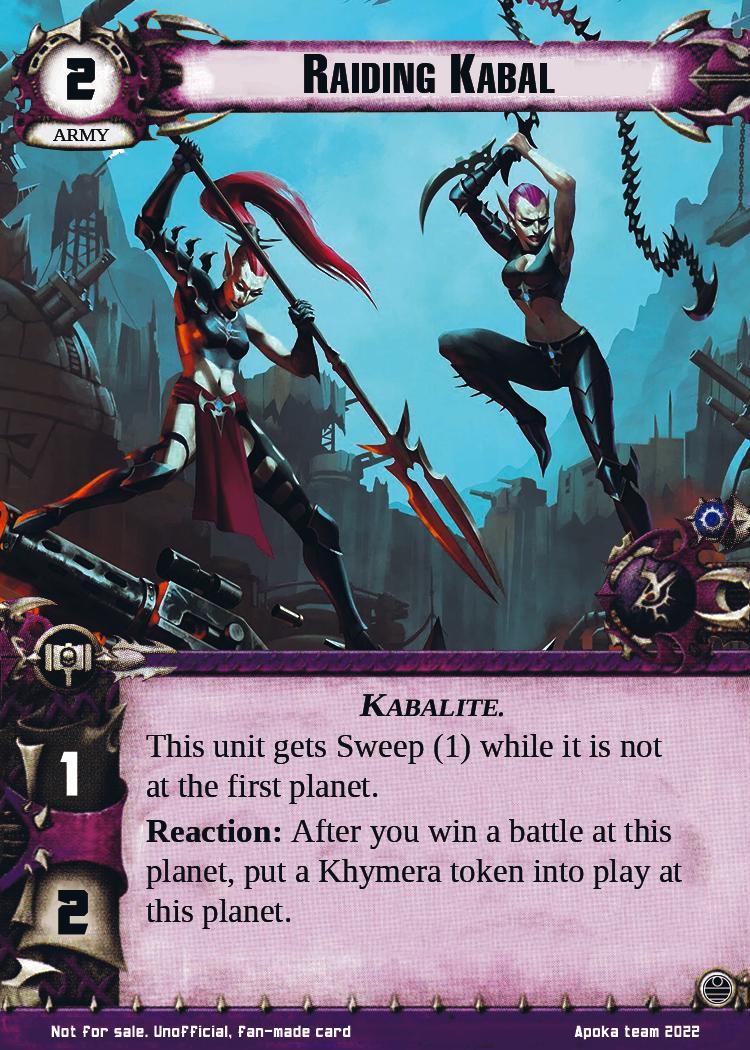 2
RAIDING KABAL
ARMY
KABALITE.
This unit gets Sweep (1) while it is not
at the first planet.
1
Reaction: After you win a battle at this
planet, put a Khymera token into play at
this planet.
2
Not for sale. Unofficial, fan-made card
Apoka team 2022